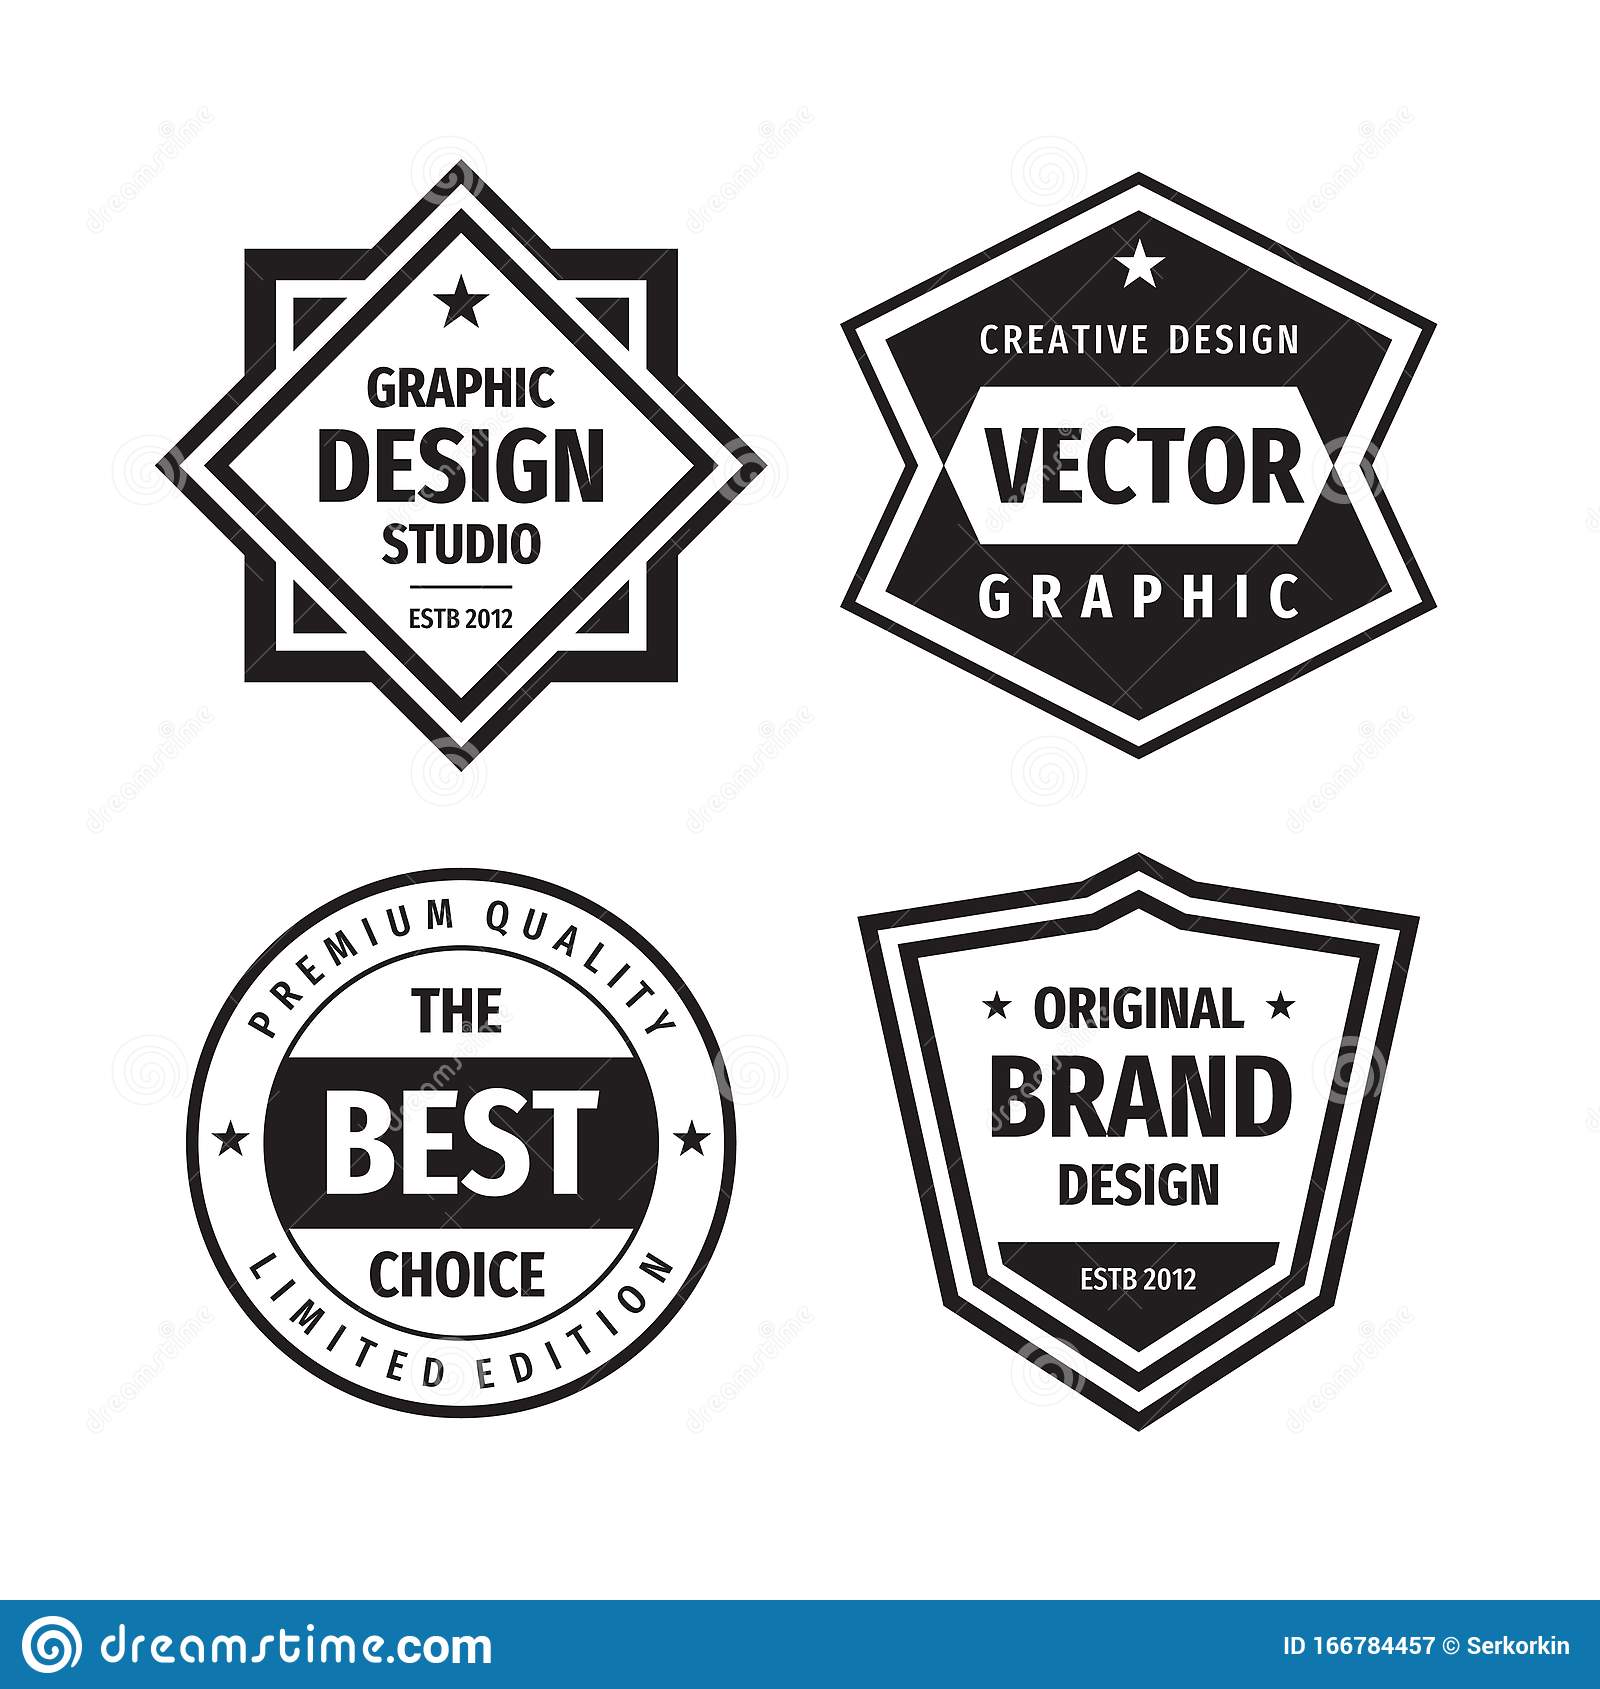 GRAPHIC
DESIGN
STUDIO
ESTB 2012
CREATIVE DESIGN
VECTOR
GRAPHIC
PREMIUM QUALITY
THE
BEST
CHOICE
LIMITED EDITION
ORIGINAL
BRAND
DESIGN
ESTB 2012
dreamstime.com
ID 166784457 © Serkorkin
dreamstime